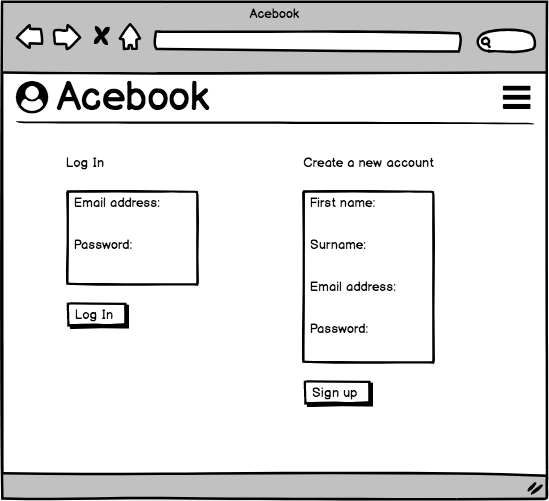 Acebook
Acebook
Log In
Email address:
Password:
Log In
Create a new account
First name:
Surname:
Email address:
Password:
Sign up